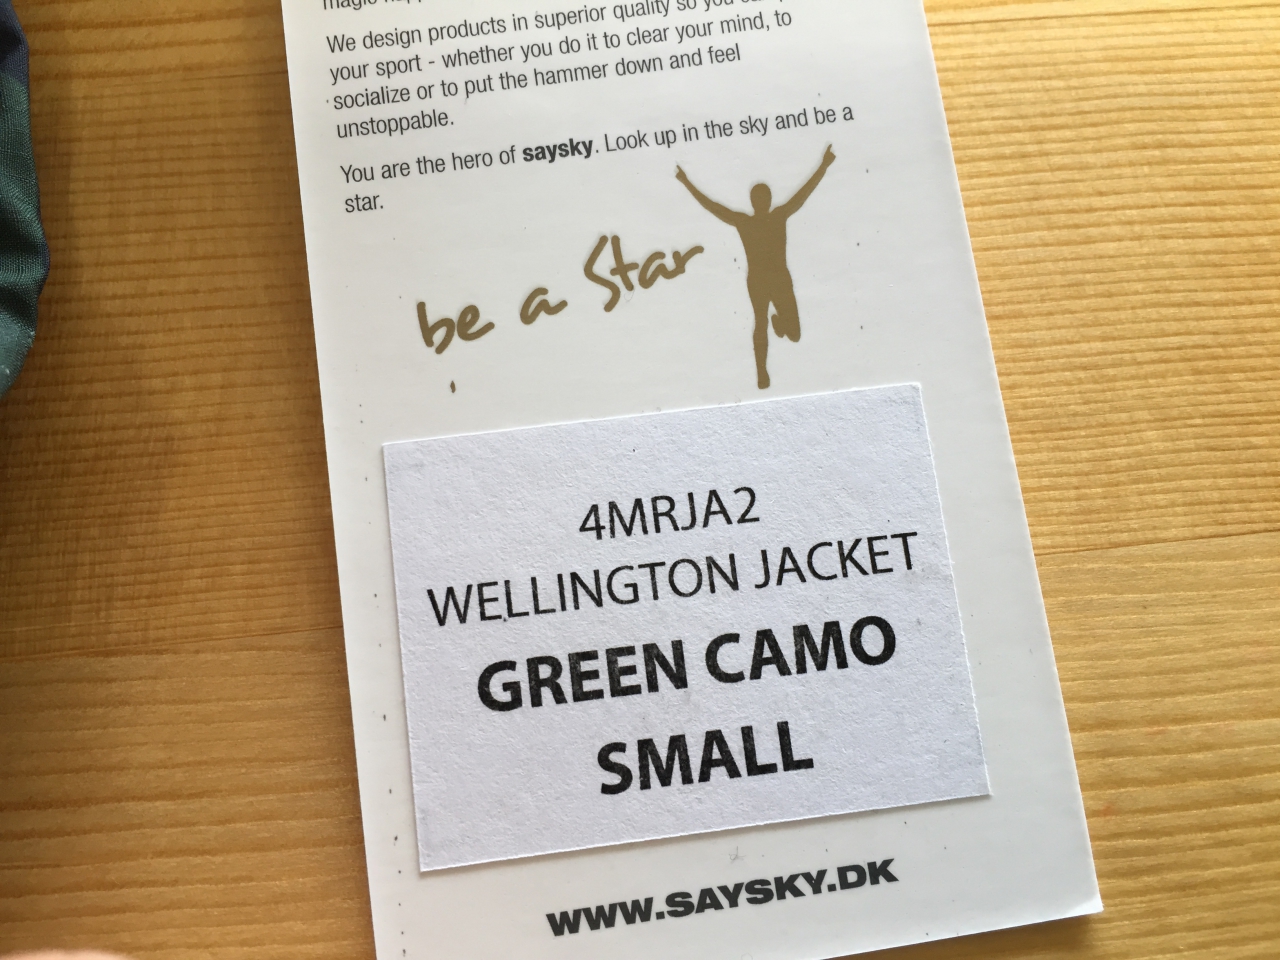 We design products in superior quality so you
your sport - whether you do it to clear your mind, to
socialize or to put the hammer down and feel
unstoppable.
You are the hero of saysky. Look up in the sky and be a
star.
be a star
4MRJA2
WELLINGTON JACKET
GREEN CAMO
SMALL
WWW.SAYSKY.DK